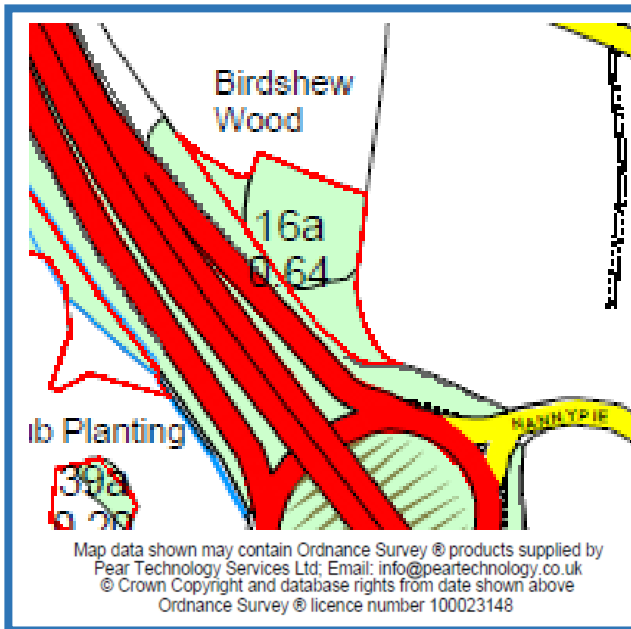 Birdshew
Wood
16a
0.64
NANNYPIE
ub Planting
39a
Map data shown may contain Ordnance Survey ® products supplied by
Pear Technology Services Ltd; Email: info@peartechnology.co.uk
© Crown Copyright and database rights from date shown above
Ordnance Survey ® licence number 100023148